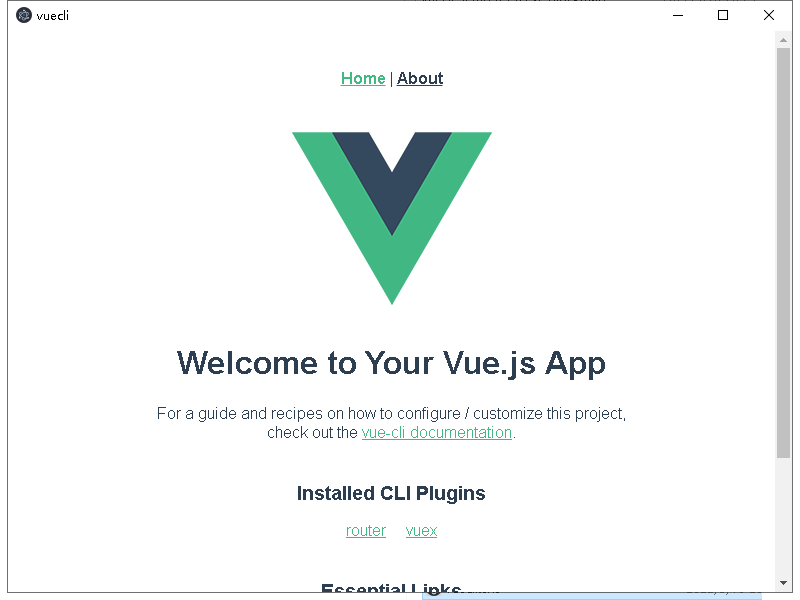 vuecli
Home | About
Welcome to Your Vue.js App
For a guide and recipes on how to configure / customize this project,
check out the vue-cli documentation.
Installed CLI Plugins
router vuex
Essential Links